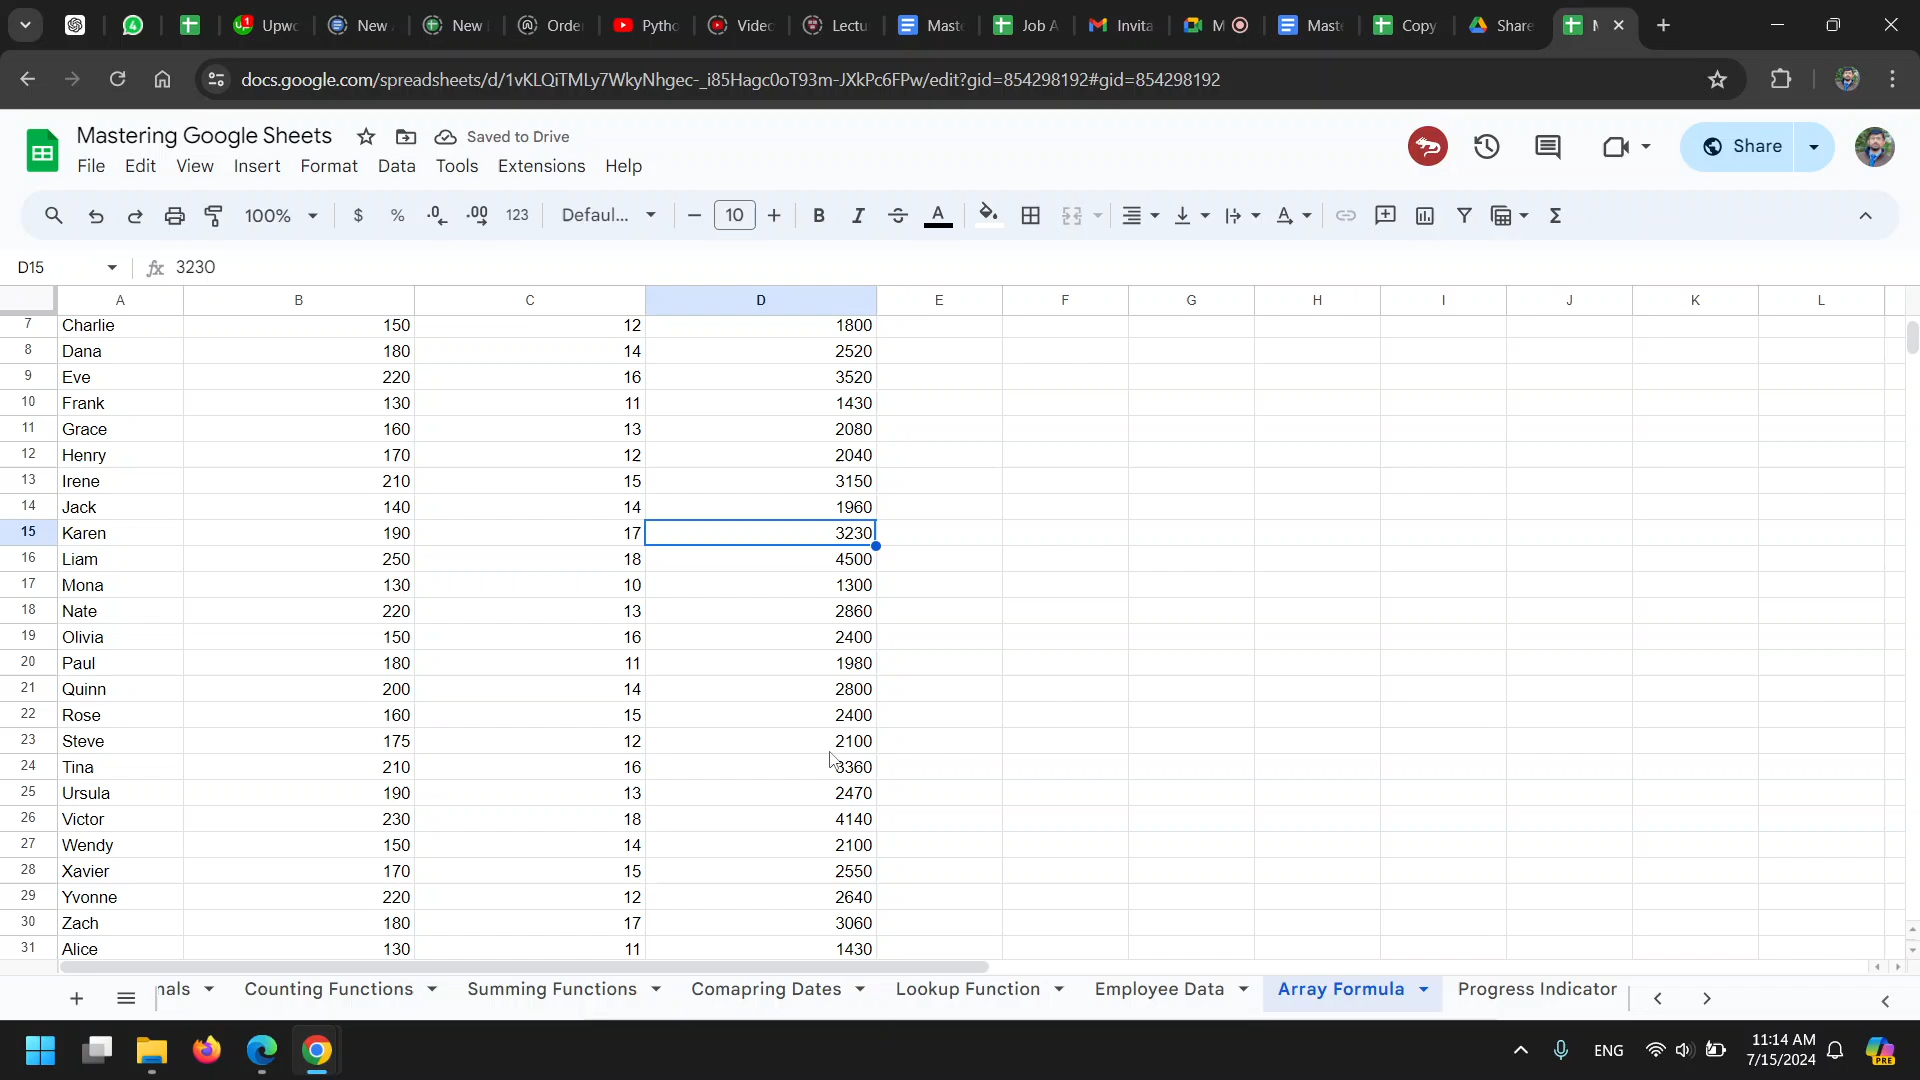 1 Upwo New New Orde Pytho Video Lectu Maste Job A Invita M Maste Copy Share M
docs.google.com/spreadsheets/d/1vKLQiTMLy7WkyNhgec-_i85Hagc0oT93m-JXkPc6FPw/edit?gid=854298192#gid=854298192
Mastering Google Sheets Saved to Drive
File Edit View Insert Format Data Tools Extensions Help
Share
100% $ % .0 .00 123 Defaul... 10 B I S A
D15 fx 3230
A B C D E F G H I J K L
7 Charlie 150 12 1800
8 Dana 180 14 2520
9 Eve 220 16 3520
10 Frank 130 11 1430
11 Grace 160 13 2080
12 Henry 170 12 2040
13 Irene 210 15 3150
14 Jack 140 14 1960
15 Karen 190 17 3230
16 Liam 250 18 4500
17 Mona 130 10 1300
18 Nate 220 13 2860
19 Olivia 150 16 2400
20 Paul 180 11 1980
21 Quinn 200 14 2800
22 Rose 160 15 2400
23 Steve 175 12 2100
24 Tina 210 16 3360
25 Ursula 190 13 2470
26 Victor 230 18 4140
27 Wendy 150 14 2100
28 Xavier 170 15 2550
29 Yvonne 220 12 2640
30 Zach 180 17 3060
31 Alice 130 11 1430
nals Counting Functions Summing Functions Comapring Dates Lookup Function Employee Data Array Formula Progress Indicator
ENG 11:14 AM
7/15/2024
PRE